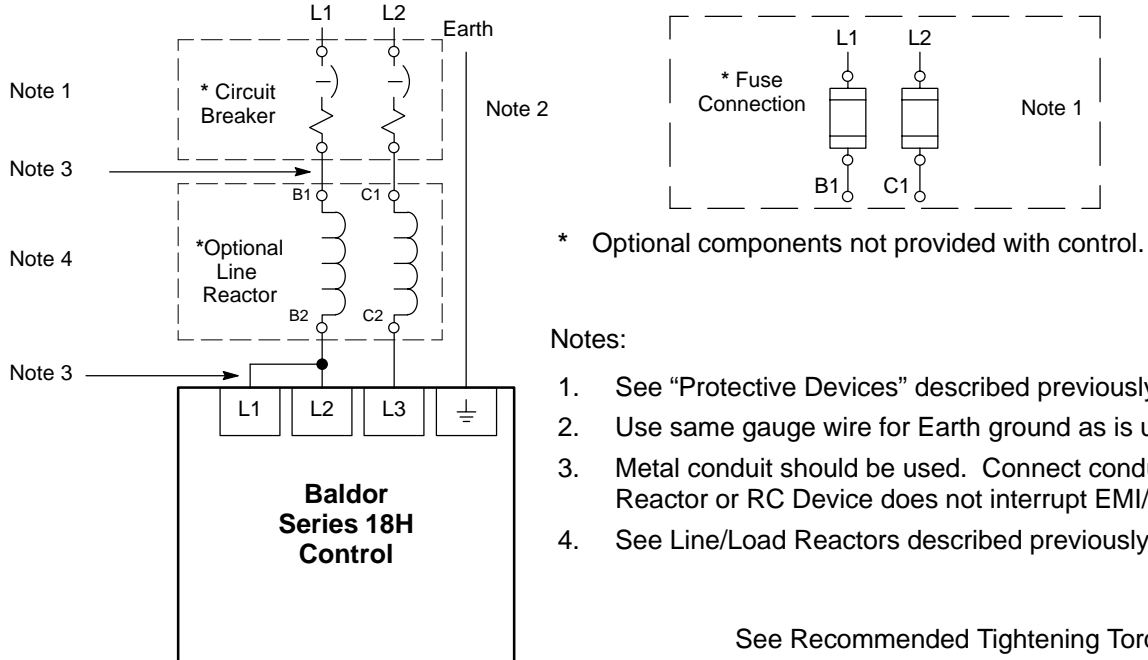 L1 L2
Earth
Note 1
* Circuit
Breaker
Note 2
Note 3
B1 C1
Note 4
*Optional
Line
Reactor
B2 C2
Note 3
L1 L2 L3
Baldor
Series 18H
Control
L1 L2
* Fuse
Connection
Note 1
B1 C1
* Optional components not provided with control.
Notes:
1. See “Protective Devices” described previously
2. Use same gauge wire for Earth ground as is
3. Metal conduit should be used. Connect
Reactor or RC Device does not interrupt EMI/
4. See Line/Load Reactors described previously
See Recommended Tightening